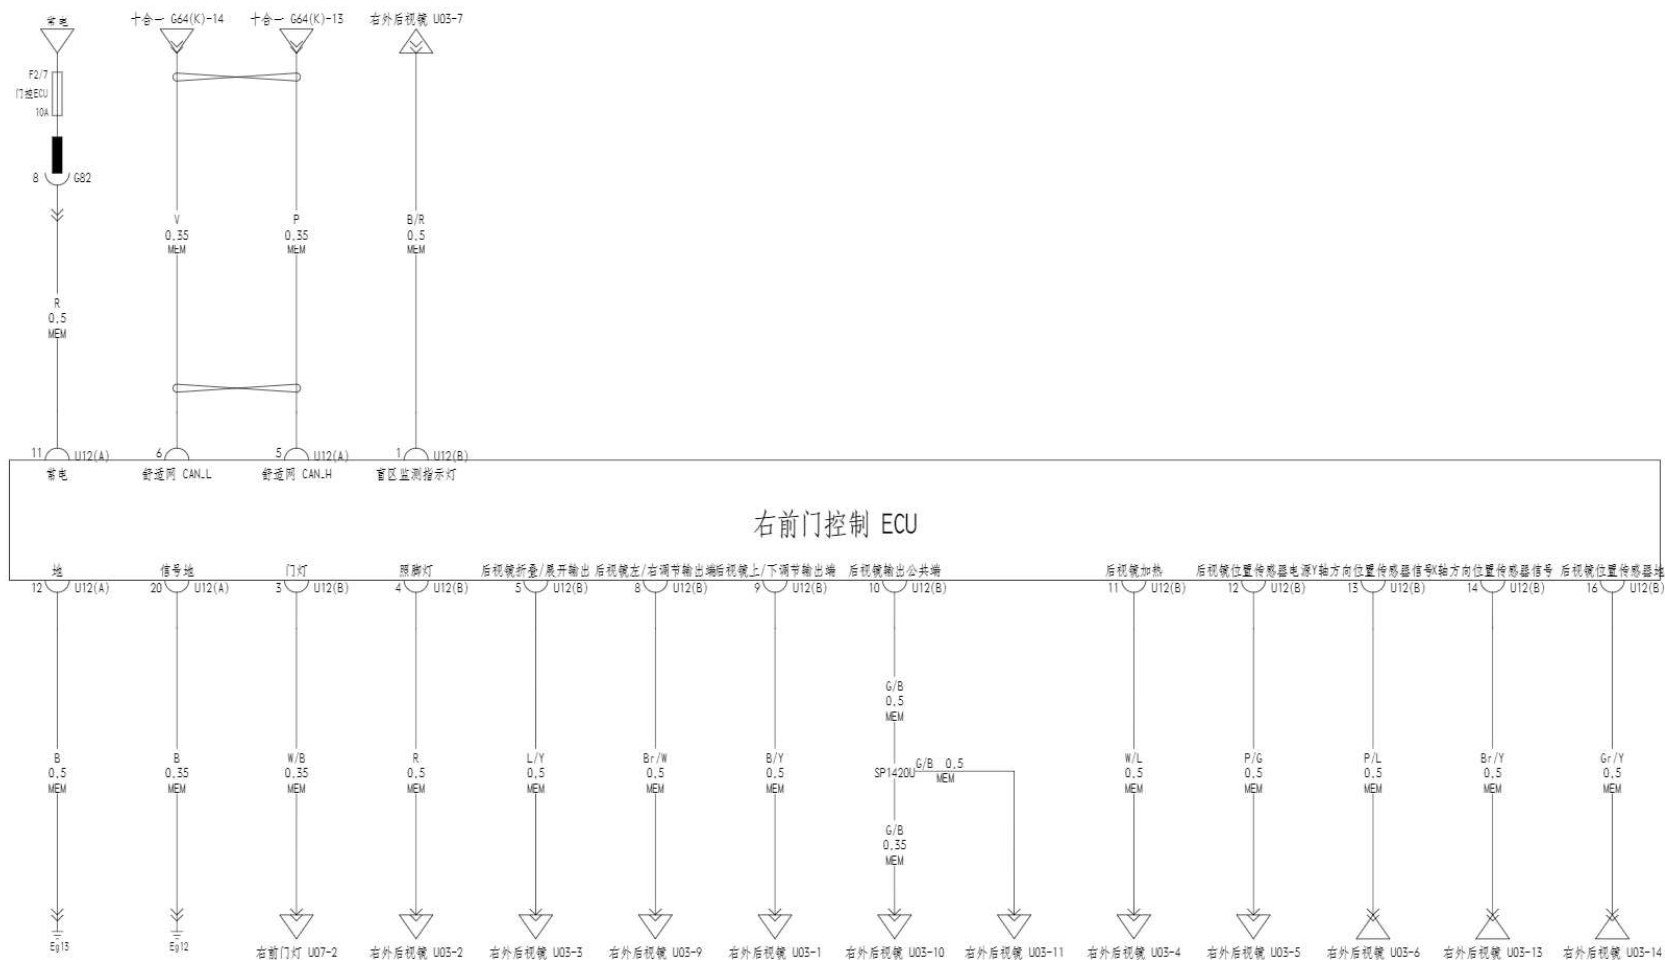 常电
十合一 G64(K)-14
十合一 G64(K)-13
右外后视镜 U03-7
F2/7
门控ECU
10A
8
G82
V
0,35
MEM
P
0,35
MEM
B/R
0,5
MEM
R
0,5
MEM
11 U12(A)
6
5 U12(A)
1 U12(B)
常电
舒适网 CAN_L
舒适网 CAN_H
盲区监测指示灯
右前门控制 ECU
地
信号地
门灯
照脚灯
后视镜折叠/展开输出
后视镜左/右调节输出端
后视镜上/下调节输出端
后视镜输出公共端
后视镜加热
后视镜位置传感器电源
Y轴方向位置传感器信号
X轴方向位置传感器信号
后视镜位置传感器地
12 U12(A)
20 U12(A)
3 U12(B)
4 U12(B)
5 U12(B)
8 U12(B)
9 U12(B)
10 U12(B)
11 U12(B)
12 U12(B)
13 U12(B)
14 U12(B)
16 U12(B)
G/B
0,5
MEM
B
0,5
MEM
B
0,35
MEM
W/B
0,35
MEM
R
0,5
MEM
L/Y
0,5
MEM
Br/W
0,5
MEM
B/Y
0,5
MEM
SP1420U
G/B 0,5
MEM
W/L
0,5
MEM
P/G
0,5
MEM
P/L
0,5
MEM
Br/Y
0,5
MEM
Gr/Y
0,5
MEM
G/B
0,35
MEM
Eg13
Eg12
右前门灯 U07-2
右外后视镜 U03-2
右外后视镜 U03-3
右外后视镜 U03-9
右外后视镜 U03-1
右外后视镜 U03-10
右外后视镜 U03-11
右外后视镜 U03-4
右外后视镜 U03-5
右外后视镜 U03-6
右外后视镜 U03-13
右外后视镜 U03-14